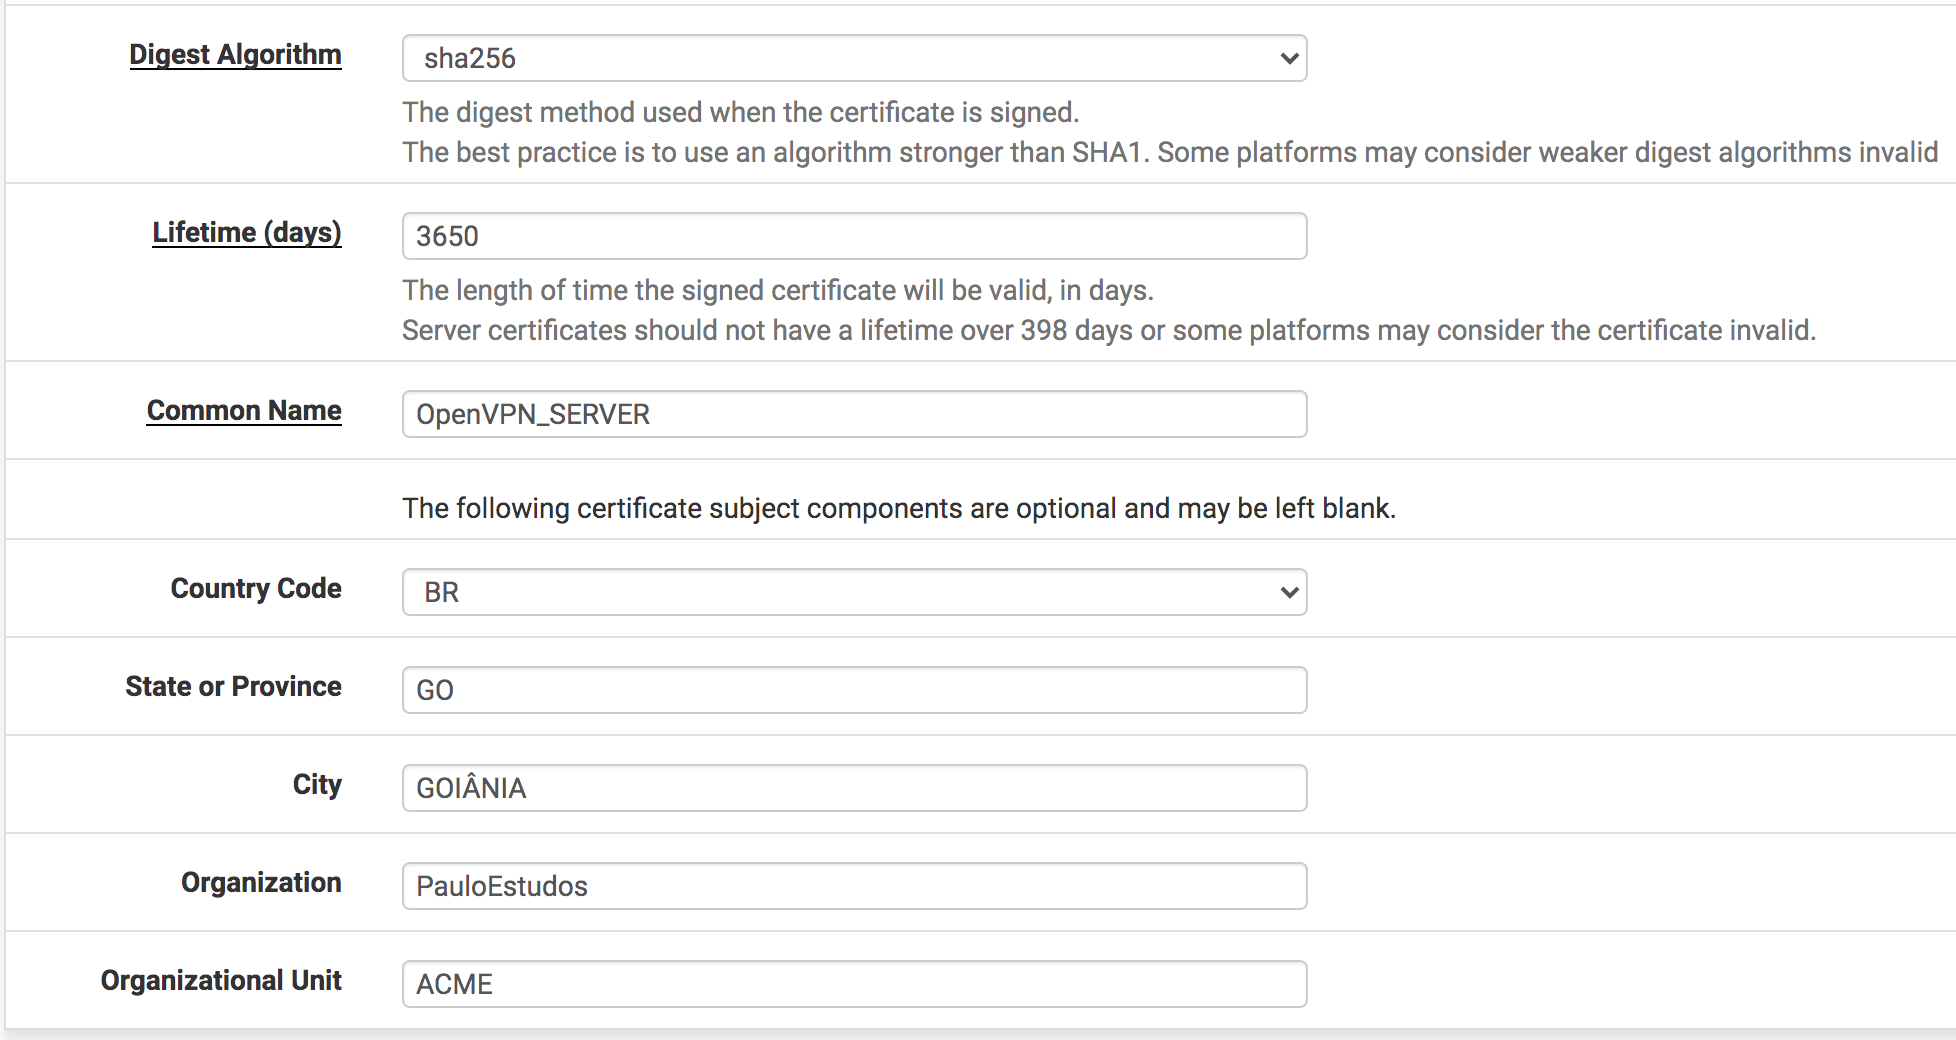 Digest Algorithm
sha256
The digest method used when the certificate is signed.
The best practice is to use an algorithm stronger than SHA1. Some platforms may consider weaker digest algorithms invalid
Lifetime (days)
3650
The length of time the signed certificate will be valid, in days.
Server certificates should not have a lifetime over 398 days or some platforms may consider the certificate invalid.
Common Name
OpenVPN_SERVER
The following certificate subject components are optional and may be left blank.
Country Code
BR
State or Province
GO
City
GOIÂNIA
Organization
PauloEstudos
Organizational Unit
ACME